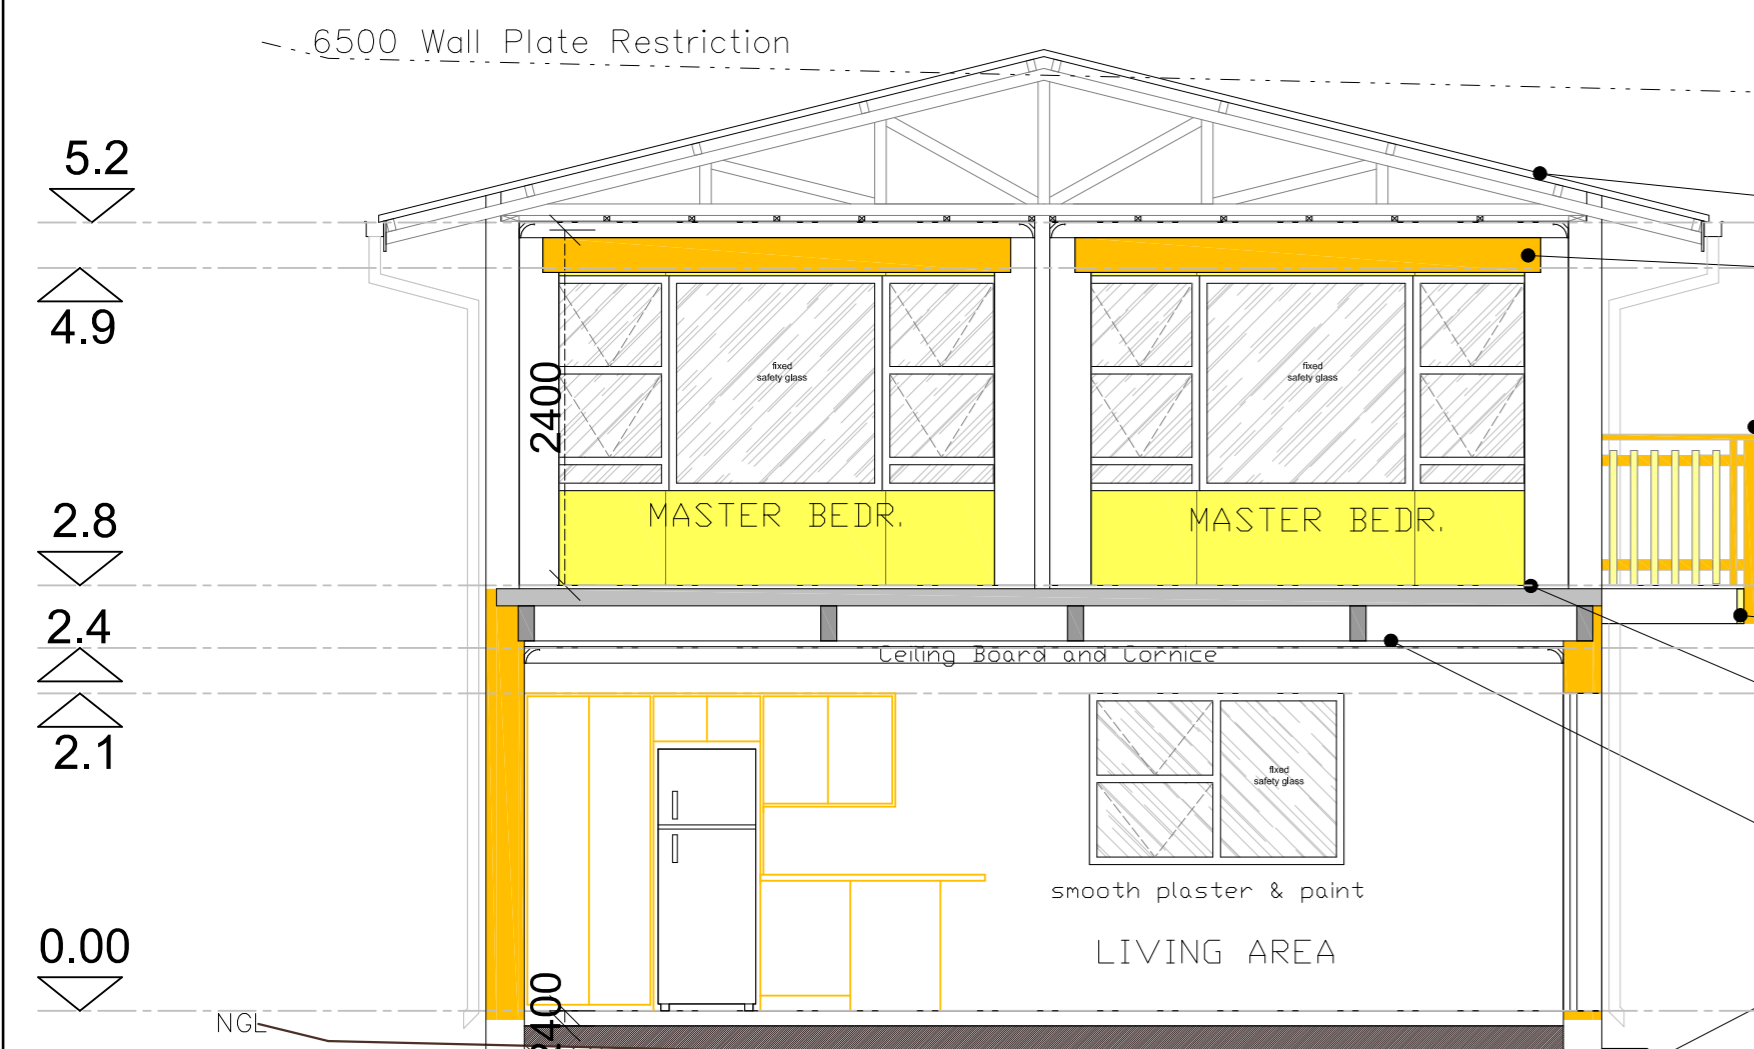 6500 Wall Plate Restriction
5.2
4.9
2400
fixed
safety glass
fixed
safety glass
MASTER BEDR.
MASTER BEDR.
2.8
2.4
Ceiling Board and Cornice
2.1
fixed
safety glass
smooth plaster & paint
LIVING AREA
0.00
NGL